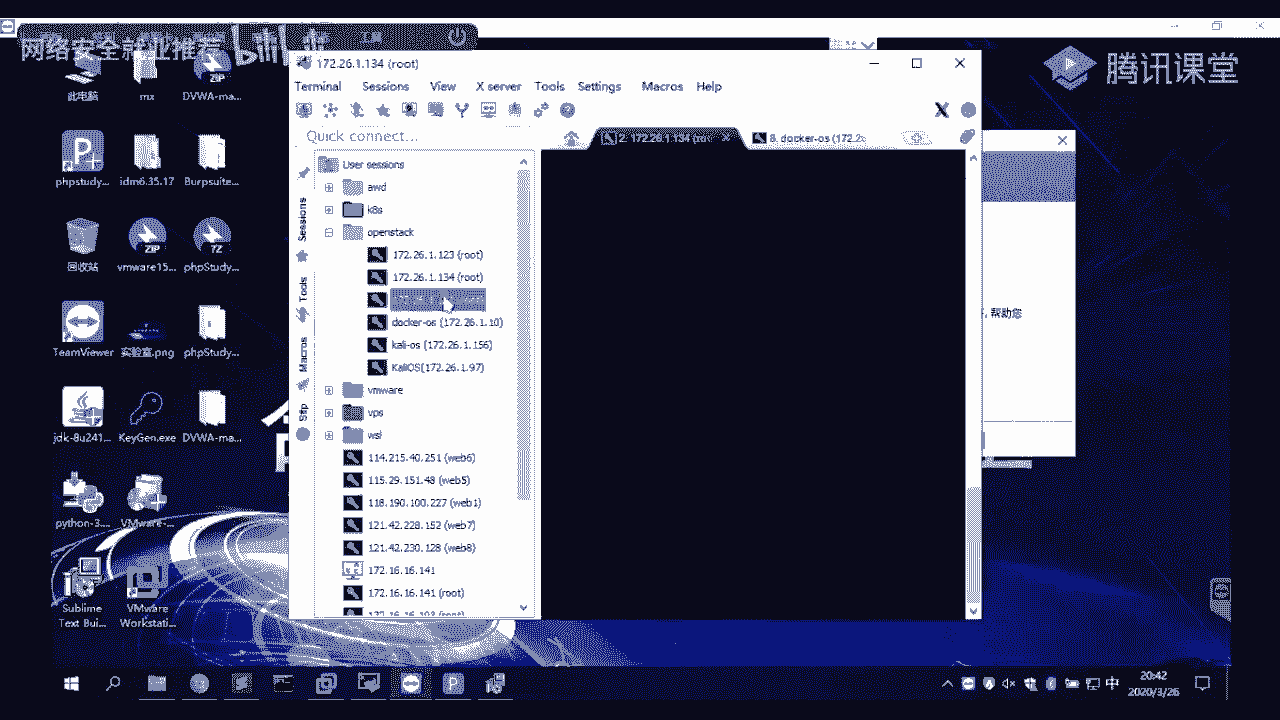 网络安全就业推荐
bilibili
腾讯课堂
此电脑
mx
DVWA-ma...
phpstudy...
idm6.35.17
Burpsuite...
回收站
vmware15...
phpStudy...
TeamViewer
phpStudy...
jdk-8u241...
KeyGen.exe
DVWA-ma...
python-3....
VMware-...
Sublime
Text Bui...
VMware
Workstati...
172.26.1.134 (root)
Terminal
Sessions
View
X server
Tools
Settings
Macros
Help
Quick connect...
2. 172.26.1.134 (ro
8. docker-os (172.2
Sessions
Tools
Macros
Sftp
User sessions
awd
k8s
openstack
172.26.1.123 (root)
172.26.1.134 (root)
docker-os (172.26.1.10)
kali-os (172.26.1.156)
KaliOS(172.26.1.97)
vmware
vps
wsl
114.215.40.251 (web6)
115.29.151.48 (web5)
118.190.100.227 (web1)
121.42.228.152 (web7)
121.42.230.128 (web8)
172.16.16.141
172.16.16.141 (root)
帮助您
中
20:42
2020/3/26